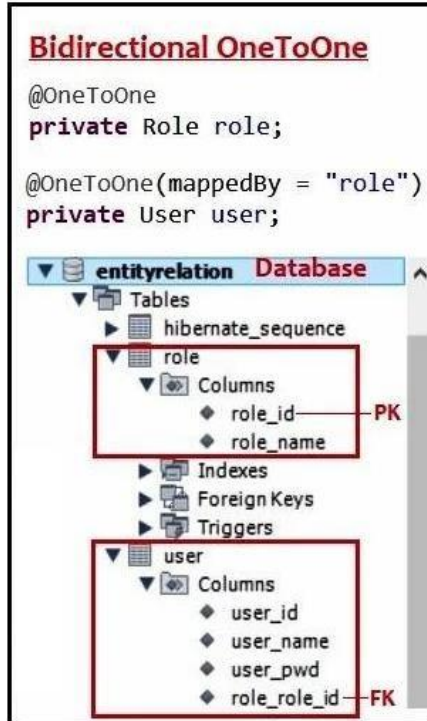 Bidirectional OneToOne
@OneToOne
private Role role;
@OneToOne(mappedBy = "role")
private User user;
entityrelation Database
Tables
hibernate_sequence
role
Columns
role_id PK
role_name
Indexes
Foreign Keys
Triggers
user
Columns
user_id
user_name
user_pwd
role_role_id FK